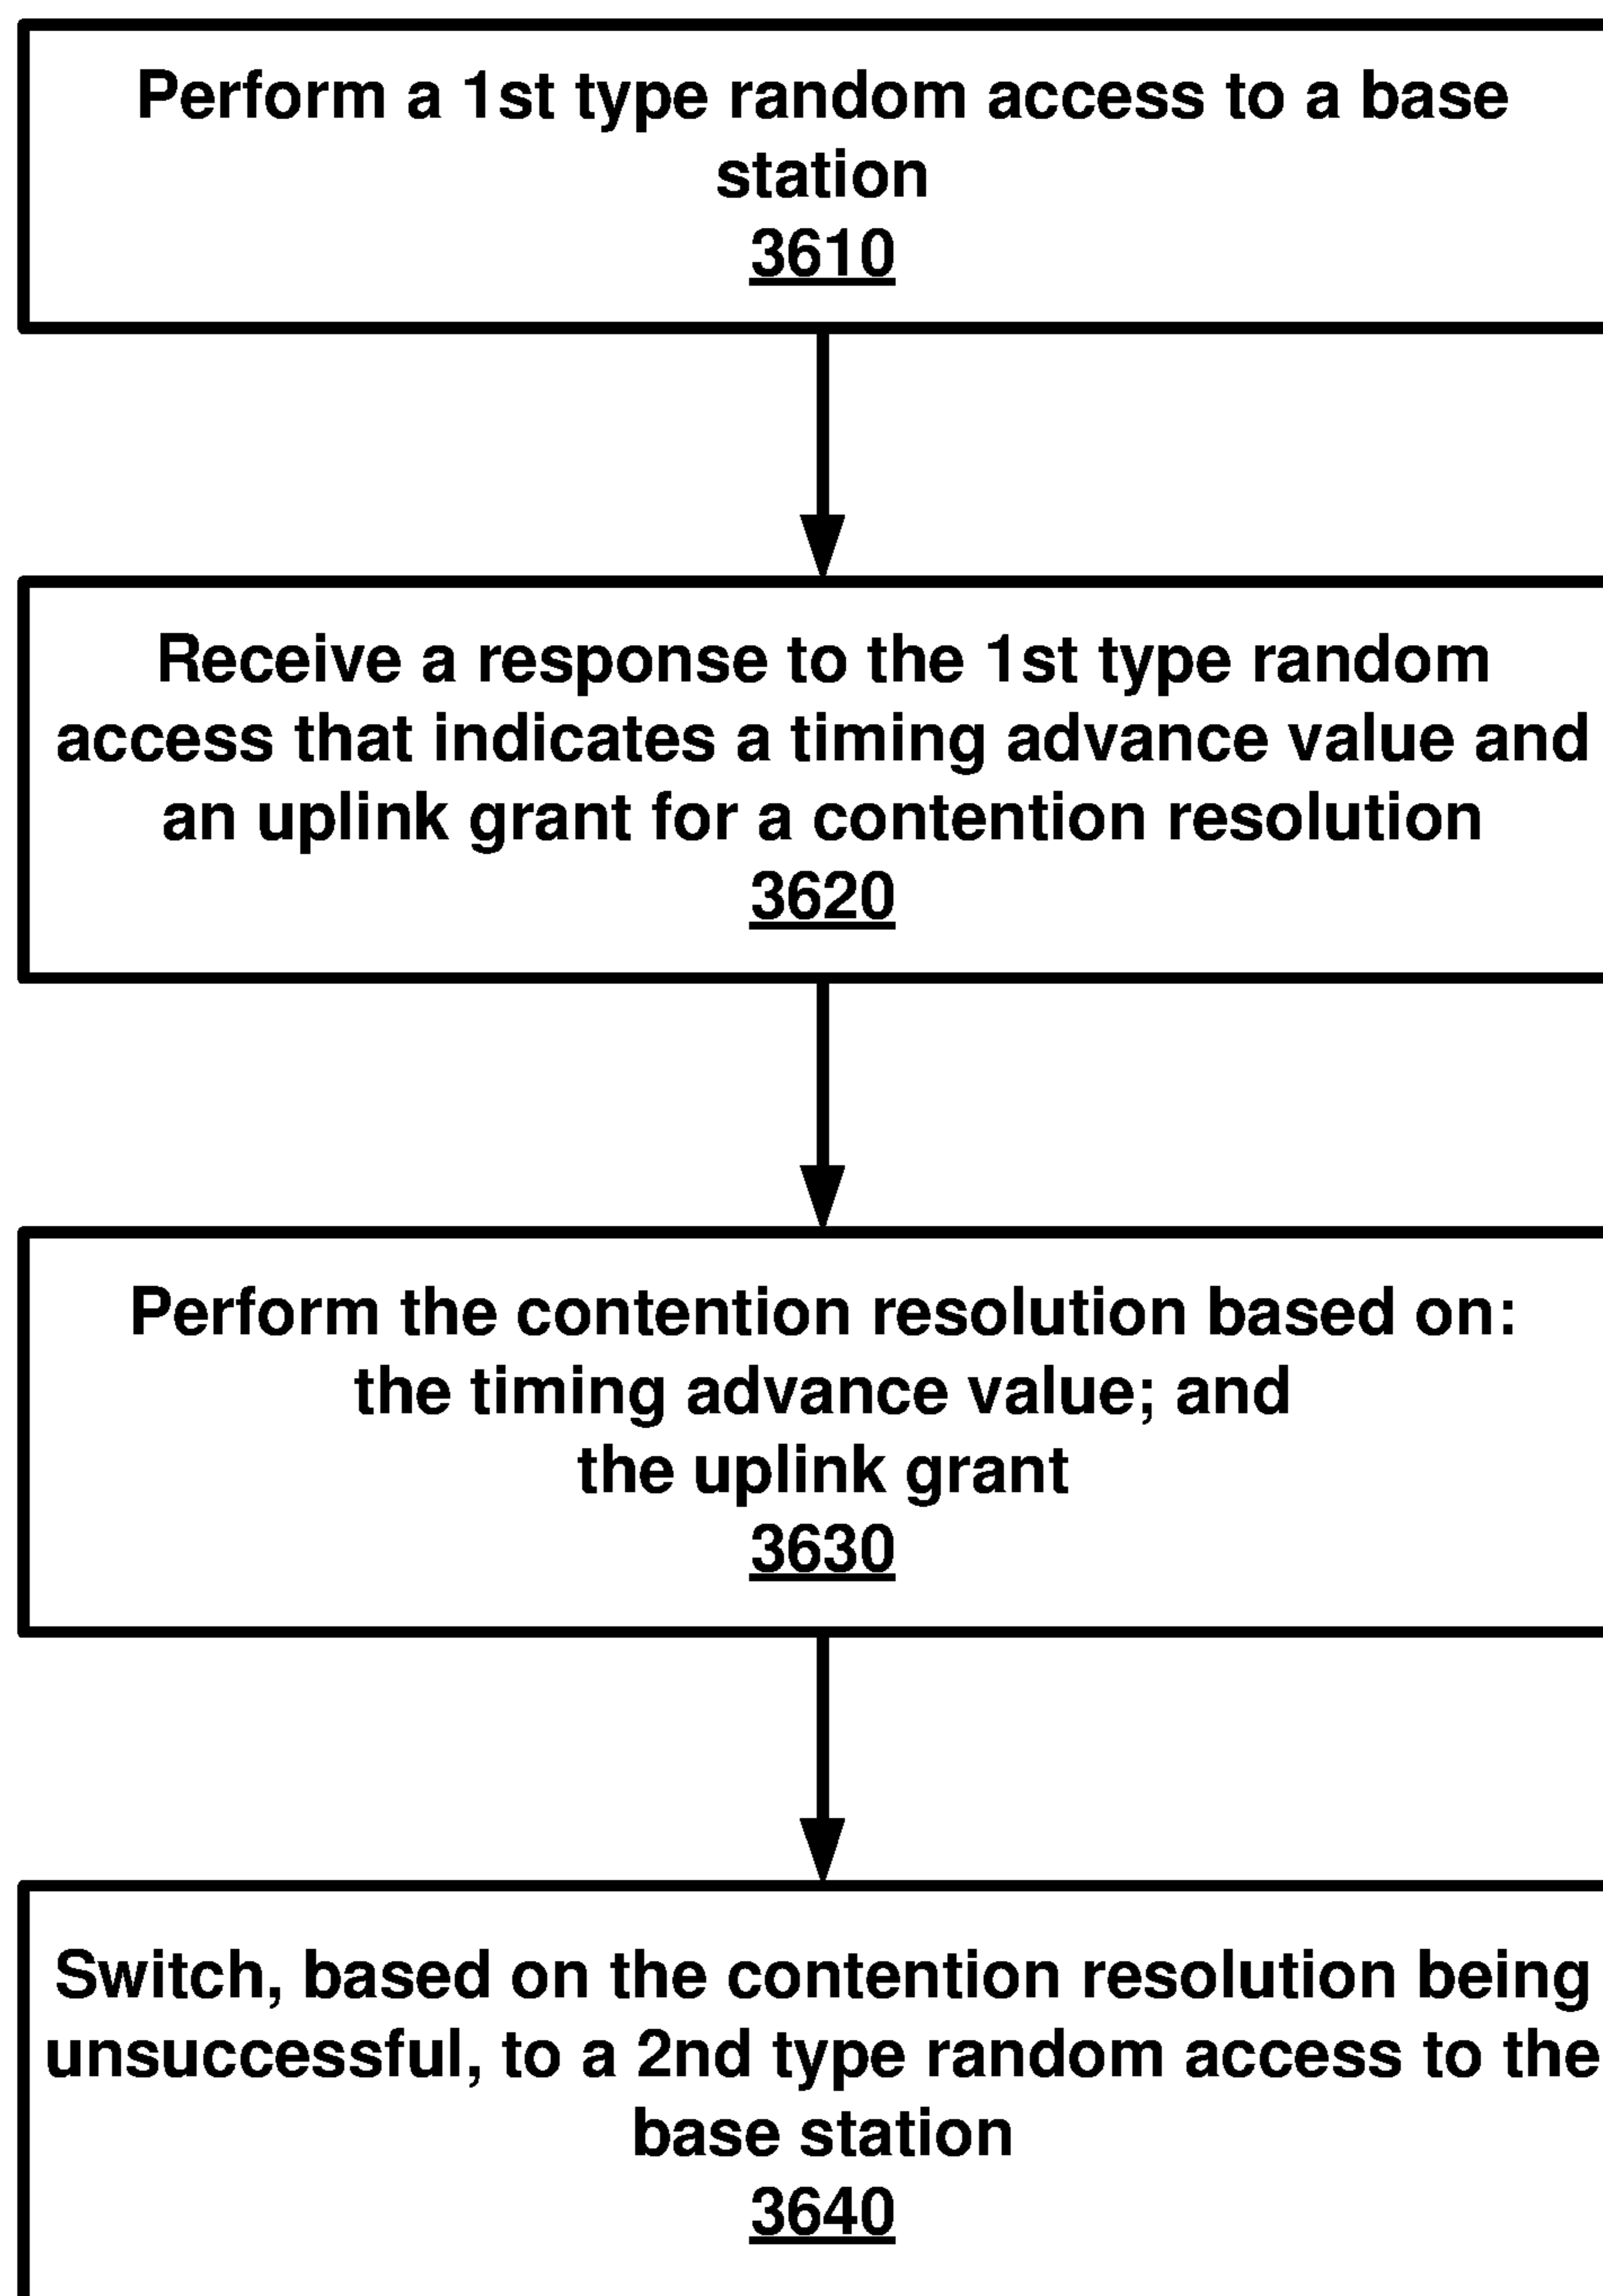 Perform a 1st type random access to a base
station
3610
Receive a response to the 1st type random
access that indicates a timing advance value and
an uplink grant for a contention resolution
3620
Perform the contention resolution based on:
the timing advance value; and
the uplink grant
3630
Switch, based on the contention resolution being
unsuccessful, to a 2nd type random access to the
base station
3640